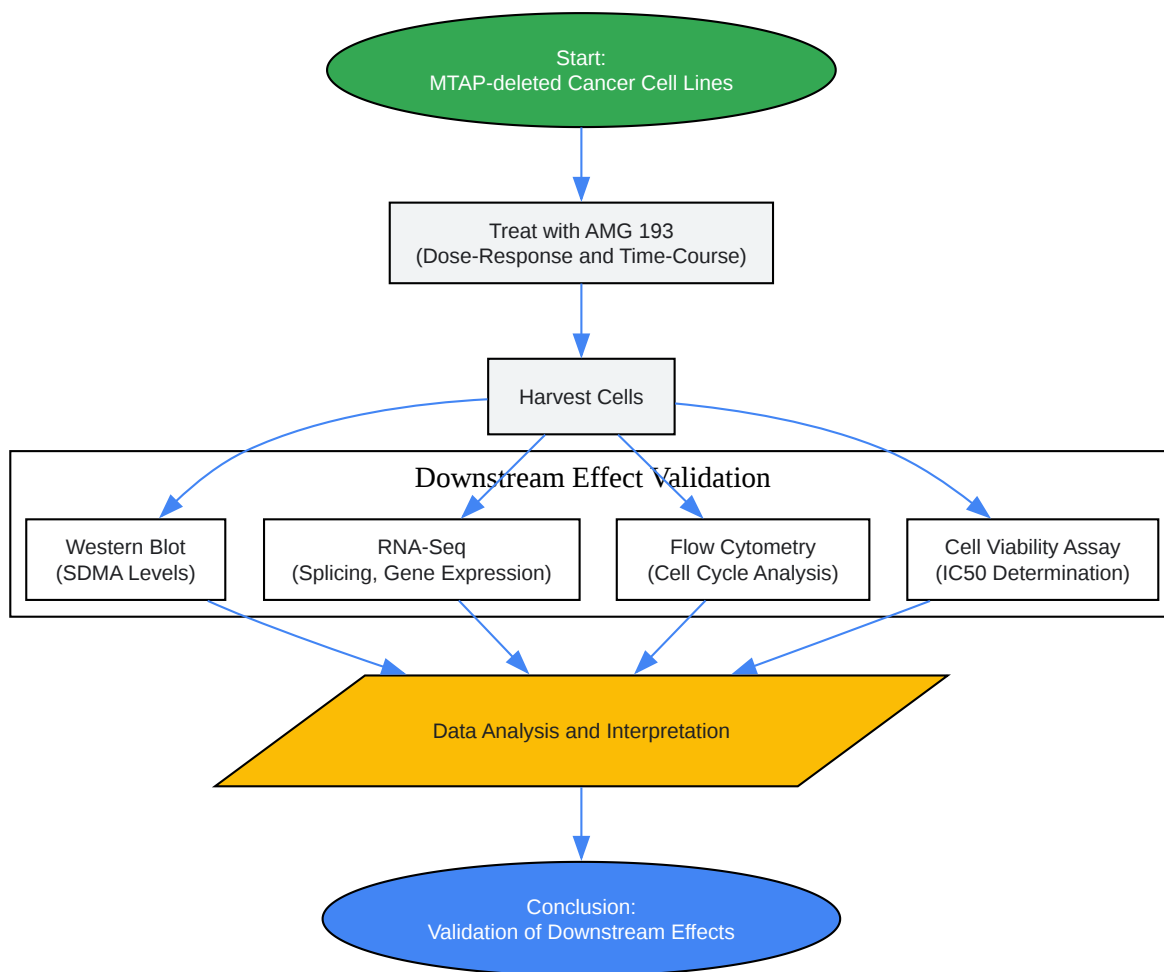 Start:
MTAP-deleted Cancer Cell Lines
Treat with AMG 193
(Dose-Response and Time-Course)
Harvest Cells
Downstream Effect Validation
Western Blot
(SDMA Levels)
RNA-Seq
(Splicing, Gene Expression)
Flow Cytometry
(Cell Cycle Analysis)
Cell Viability Assay
(IC50 Determination)
Data Analysis and Interpretation
Conclusion:
Validation of Downstream Effects